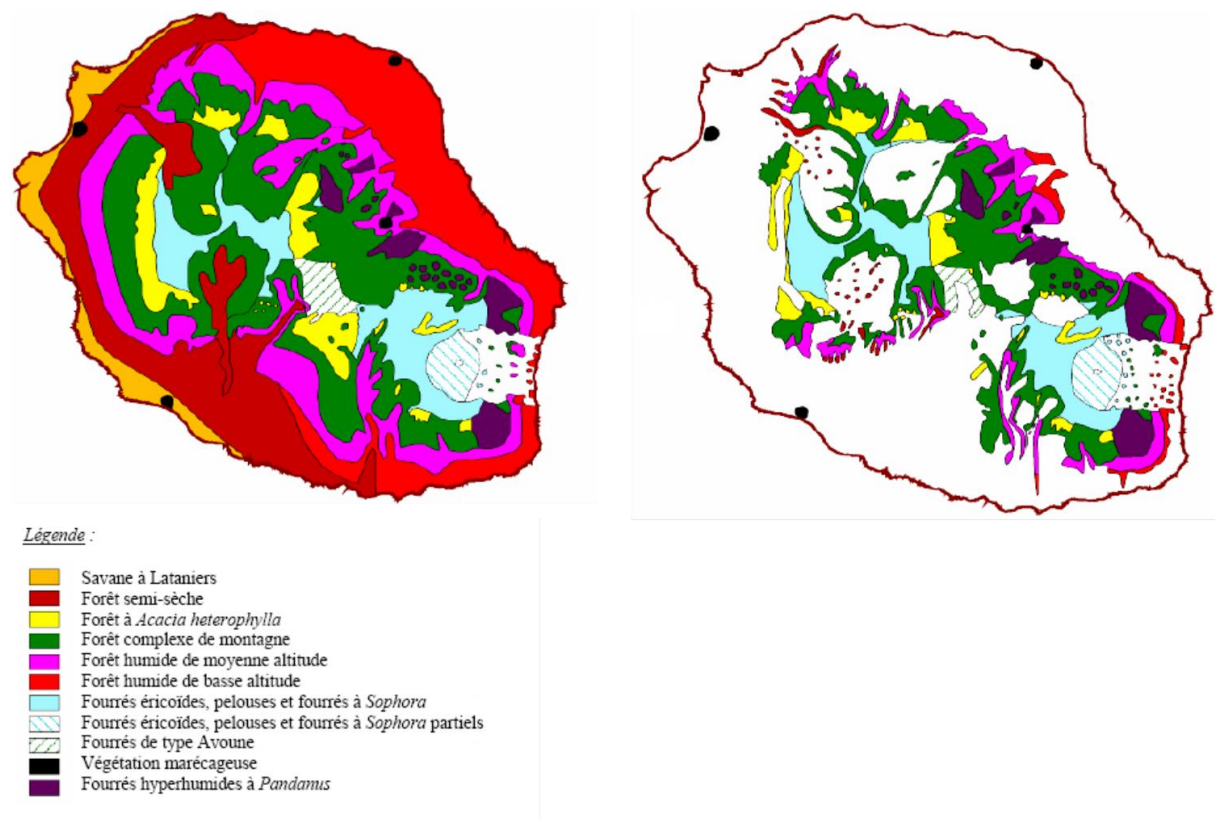 Légende :
Savane à Lataniers
Forêt semi-sèche
Forêt à Acacia heterophylla
Forêt complexe de montagne
Forêt humide de moyenne altitude
Forêt humide de basse altitude
Fourrés éricoïdes, pelouses et fourrés à Sophora
Fourrés éricoïdes, pelouses et fourrés à Sophora partiels
Fourrés de type Avoune
Végétation marécageuse
Fourrés hyperhumides à Pandanus